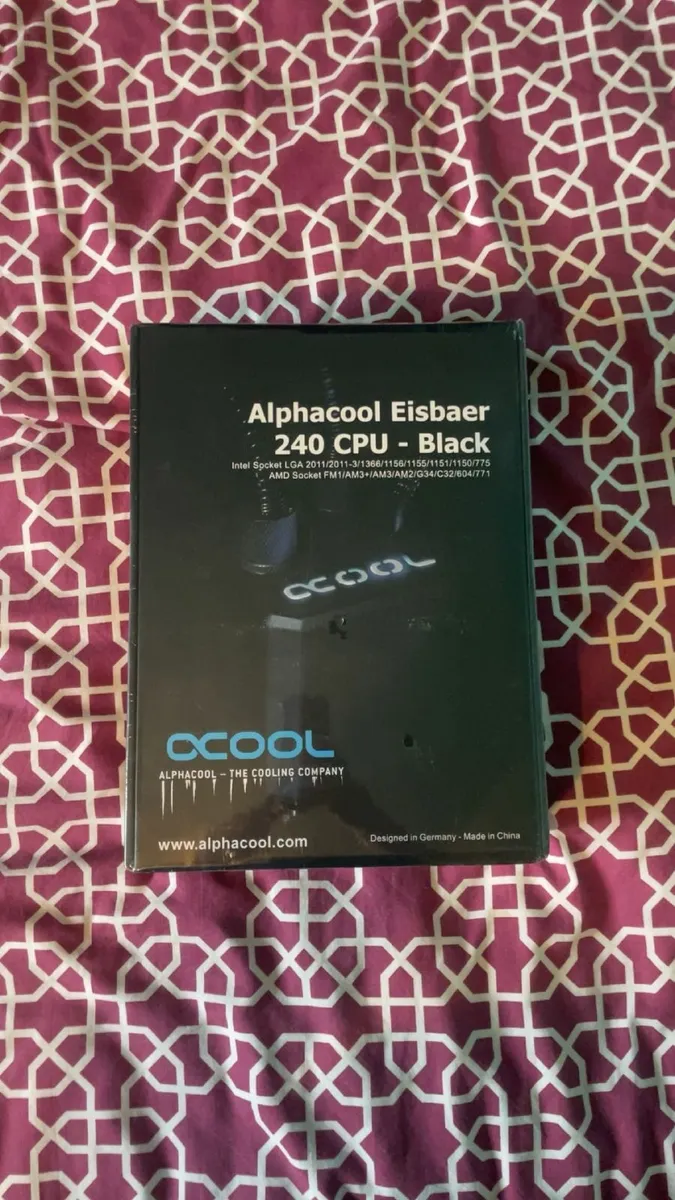 Alphacool Eisbaer
240 CPU - Black
Intel Socket LGA 2011/2011-3/1366/1156/1155/1151/1150/775
AMD Socket FM1/AM3+/AM3/AM2/G34/C32/604/771
COOL
COOL
ALPHACOOL – THE COOLING COMPANY
www.alphacool.com
Designed in Germany - Made in China